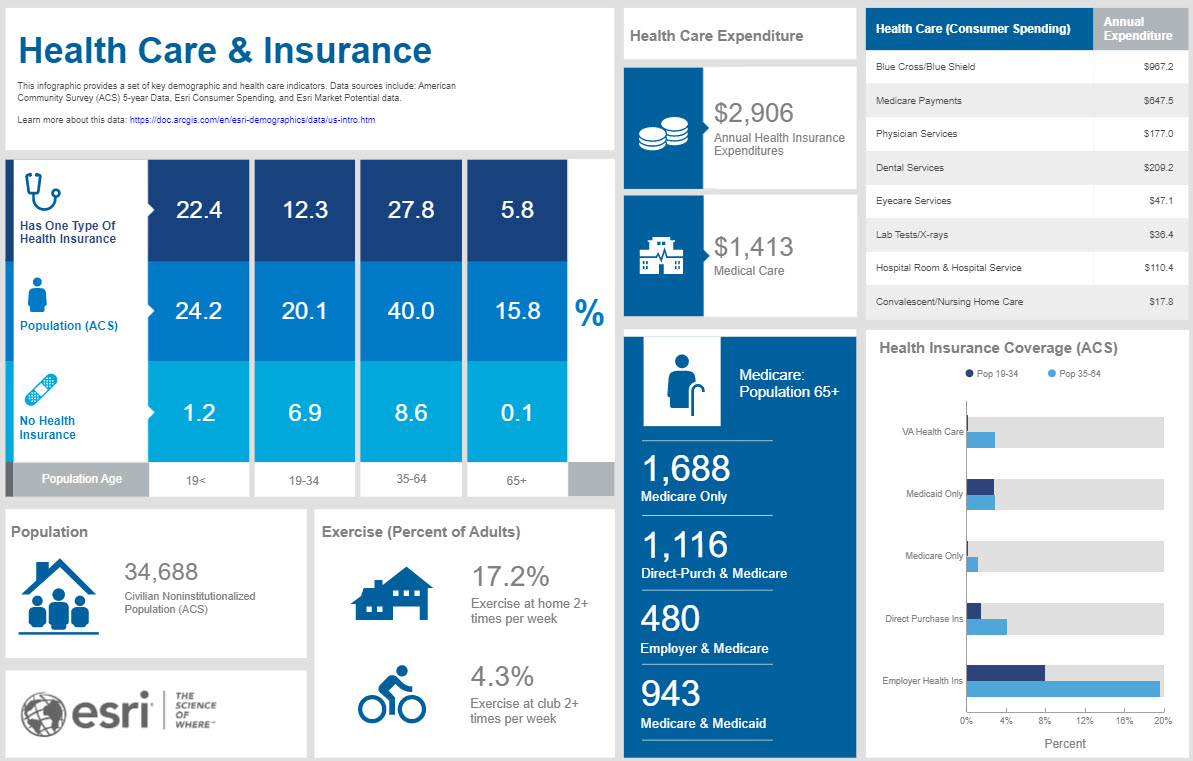 Health Care & Insurance
This infographic provides a set of key demographic and health care indicators. Data sources include: American
Community Survey (ACS) 5-year Data, Esri Consumer Spending, and Esri Market Potential data.
Learn more about this data: https://doc.arcgis.com/en/esri-demographics/data/us-intro.htm
Has One Type Of
Health Insurance
22.4 12.3 27.8 5.8
Population (ACS)
24.2 20.1 40.0 15.8
%
No Health
Insurance
1.2 6.9 8.6 0.1
Population Age 19< 19-34 35-64 65+
Population
34,688
Civilian Noninstitutionalized
Population (ACS)
esri
THE
SCIENCE
OF
WHERE™
Exercise (Percent of Adults)
17.2%
Exercise at home 2+
times per week
4.3%
Exercise at club 2+
times per week
Health Care Expenditure
$2,906
Annual Health Insurance
Expenditures
$1,413
Medical Care
Medicare:
Population 65+
1,688
Medicare Only
1,116
Direct-Purch & Medicare
480
Employer & Medicare
943
Medicare & Medicaid
Health Care (Consumer Spending) Annual
Expenditure
Blue Cross/Blue Shield $967.2
Medicare Payments $647.5
Physician Services $177.0
Dental Services $209.2
Eyecare Services $47.1
Lab Tests/X-rays $36.4
Hospital Room & Hospital Service $110.4
Convalescent/Nursing Home Care $17.8
Health Insurance Coverage (ACS)
Pop 19-34 Pop 35-64
VA Health Care
Medicaid Only
Medicare Only
Direct Purchase Ins
Employer Health Ins
0% 4% 8% 12% 16% 20%
Percent